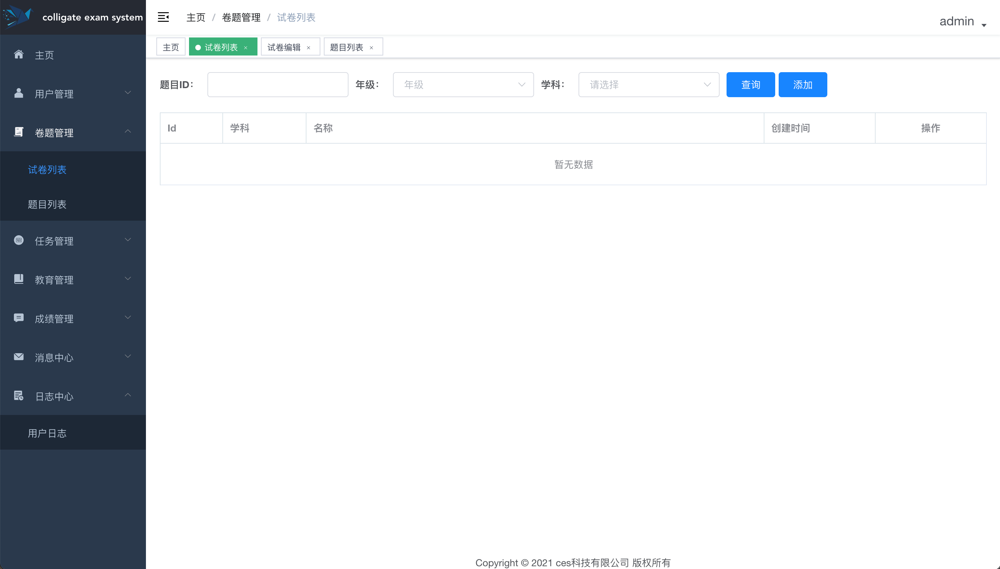 colligate exam system
主页 / 卷题管理 / 试卷列表
admin
主页
试卷列表 ×
试卷编辑 ×
题目列表 ×
主页
用户管理
卷题管理
试卷列表
题目列表
任务管理
教育管理
成绩管理
消息中心
日志中心
用户日志
题目ID： 年级： 年级 学科： 请选择 查询 添加
Id 学科 名称 创建时间 操作
暂无数据
Copyright © 2021 ces科技有限公司 版权所有